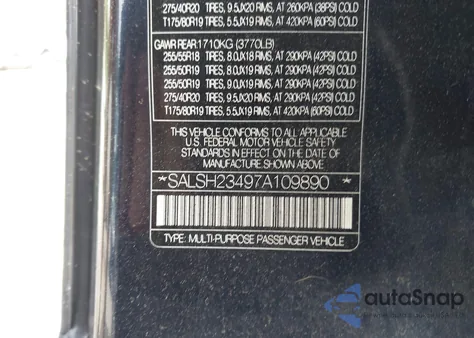 275/40R20 TIRES, 9.5JX20 RIMS, AT 260KPA (38PSI) COLD
T175/80R19 TIRES, 5.5JX19 RIMS, AT 420KPA (60PSI) COLD
GAWR REAR: 1710KG (3770LB)
255/55R18 TIRES, 8.0JX18 RIMS, AT 290KPA (42PSI) COLD
255/50R19 TIRES, 8.0JX19 RIMS, AT 290KPA (42PSI) COLD
255/50R19 TIRES, 9.0JX19 RIMS, AT 290KPA (42PSI) COLD
275/40R20 TIRES, 9.5JX20 RIMS, AT 290KPA (42PSI) COLD
T175/80R19 TIRES, 5.5JX19 RIMS, AT 420KPA (60PSI) COLD
THIS VEHICLE CONFORMS TO ALL APPLICABLE
U.S. FEDERAL MOTOR VEHICLE SAFETY
STANDARDS IN EFFECT ON THE DATE OF
MANUFACTURE SHOWN ABOVE.
*SALSH23497A109890*
TYPE: MULTI-PURPOSE PASSENGER VEHICLE
autoSnap